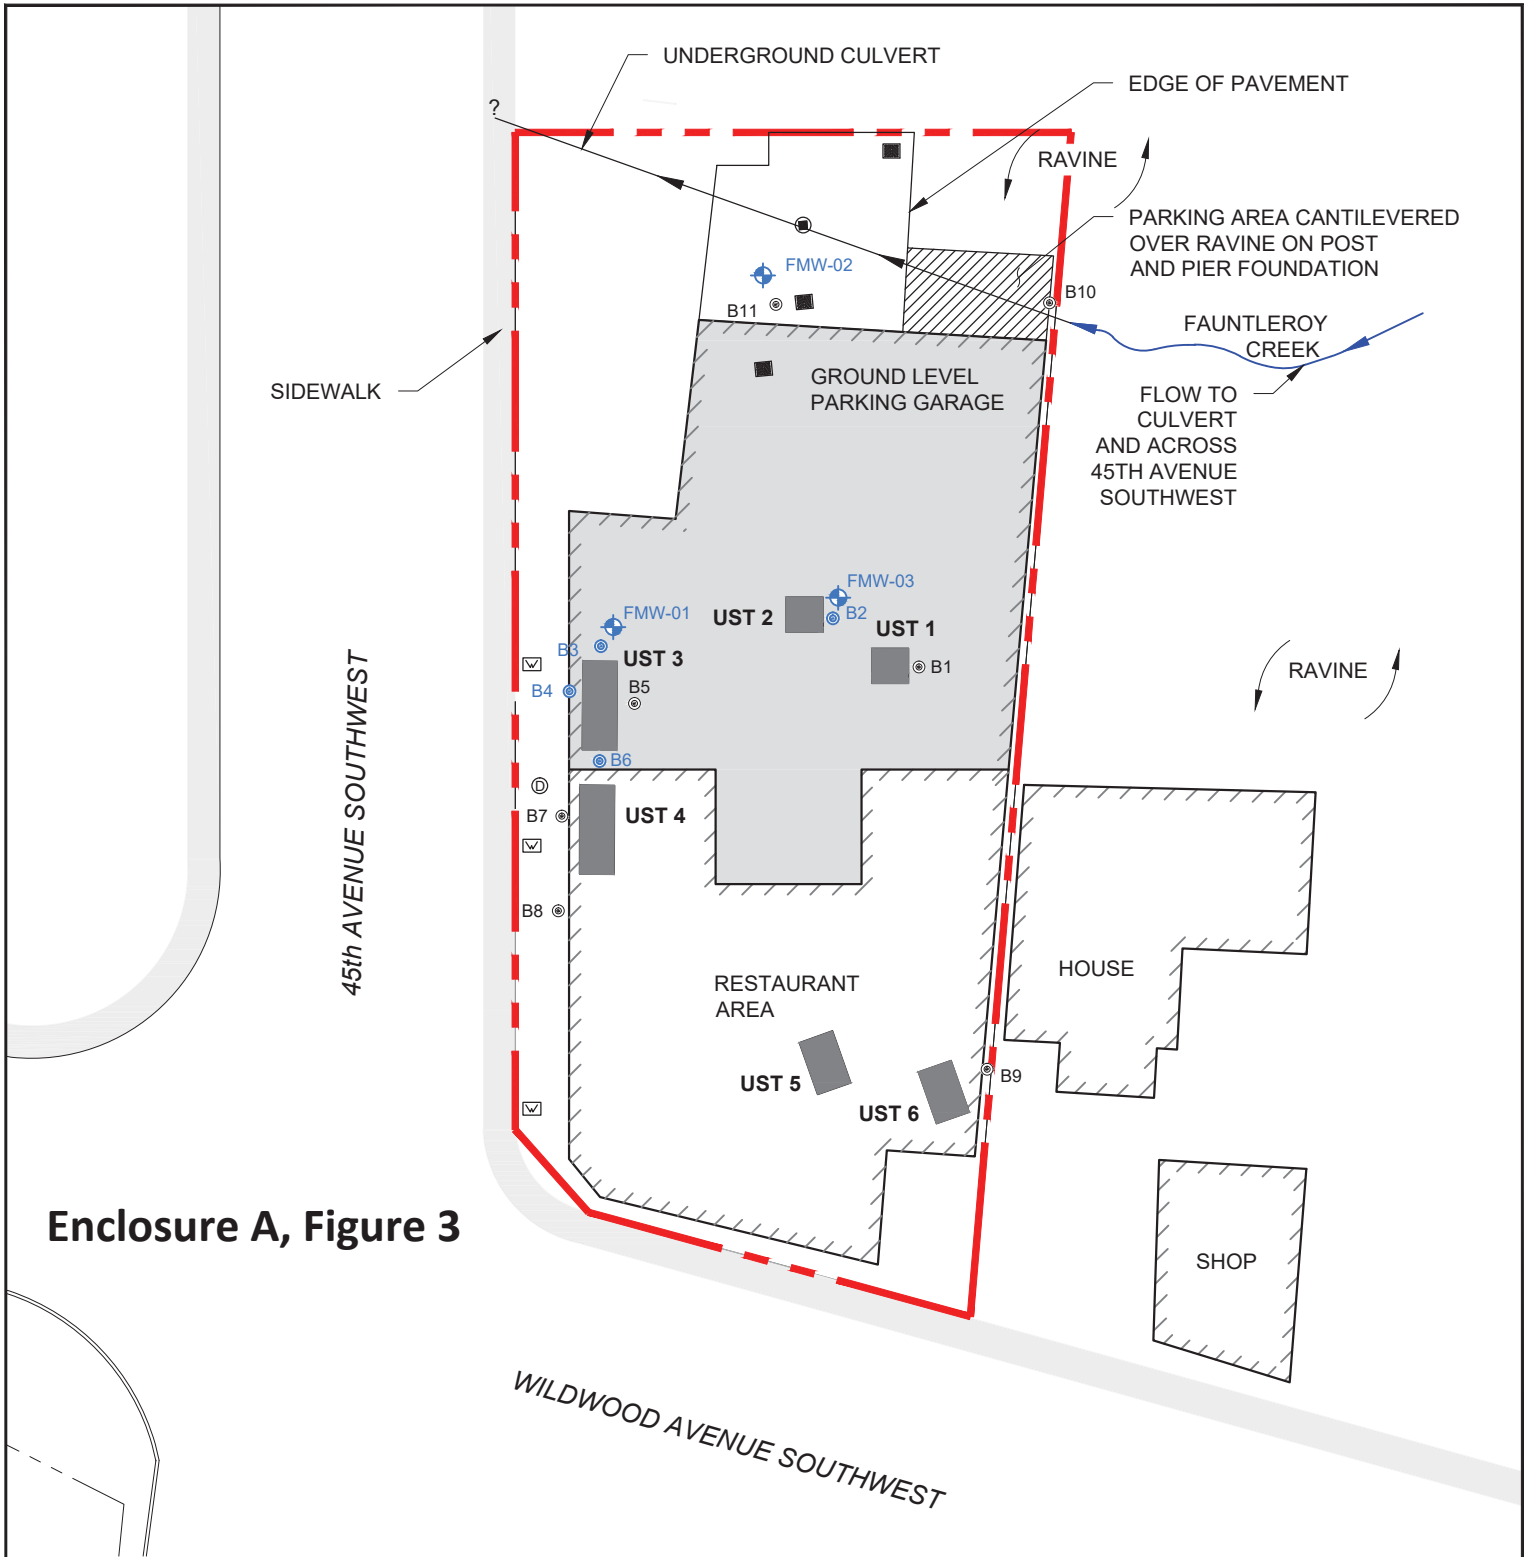 UNDERGROUND CULVERT
EDGE OF PAVEMENT
?
RAVINE
PARKING AREA CANTILEVERED
OVER RAVINE ON POST
AND PIER FOUNDATION
FMW-02
B11
B10
FAUNTLEROY
CREEK
SIDEWALK
GROUND LEVEL
PARKING GARAGE
FLOW TO
CULVERT
AND ACROSS
45TH AVENUE
SOUTHWEST
FMW-03
UST 2
B2
FMW-01
UST 1
B3
UST 3
W
B1
B4
B5
RAVINE
B6
D
B7
UST 4
W
B8
45th AVENUE SOUTHWEST
HOUSE
RESTAURANT
AREA
UST 5
B9
UST 6
W
Enclosure A, Figure 3
SHOP
WILDWOOD AVENUE SOUTHWEST